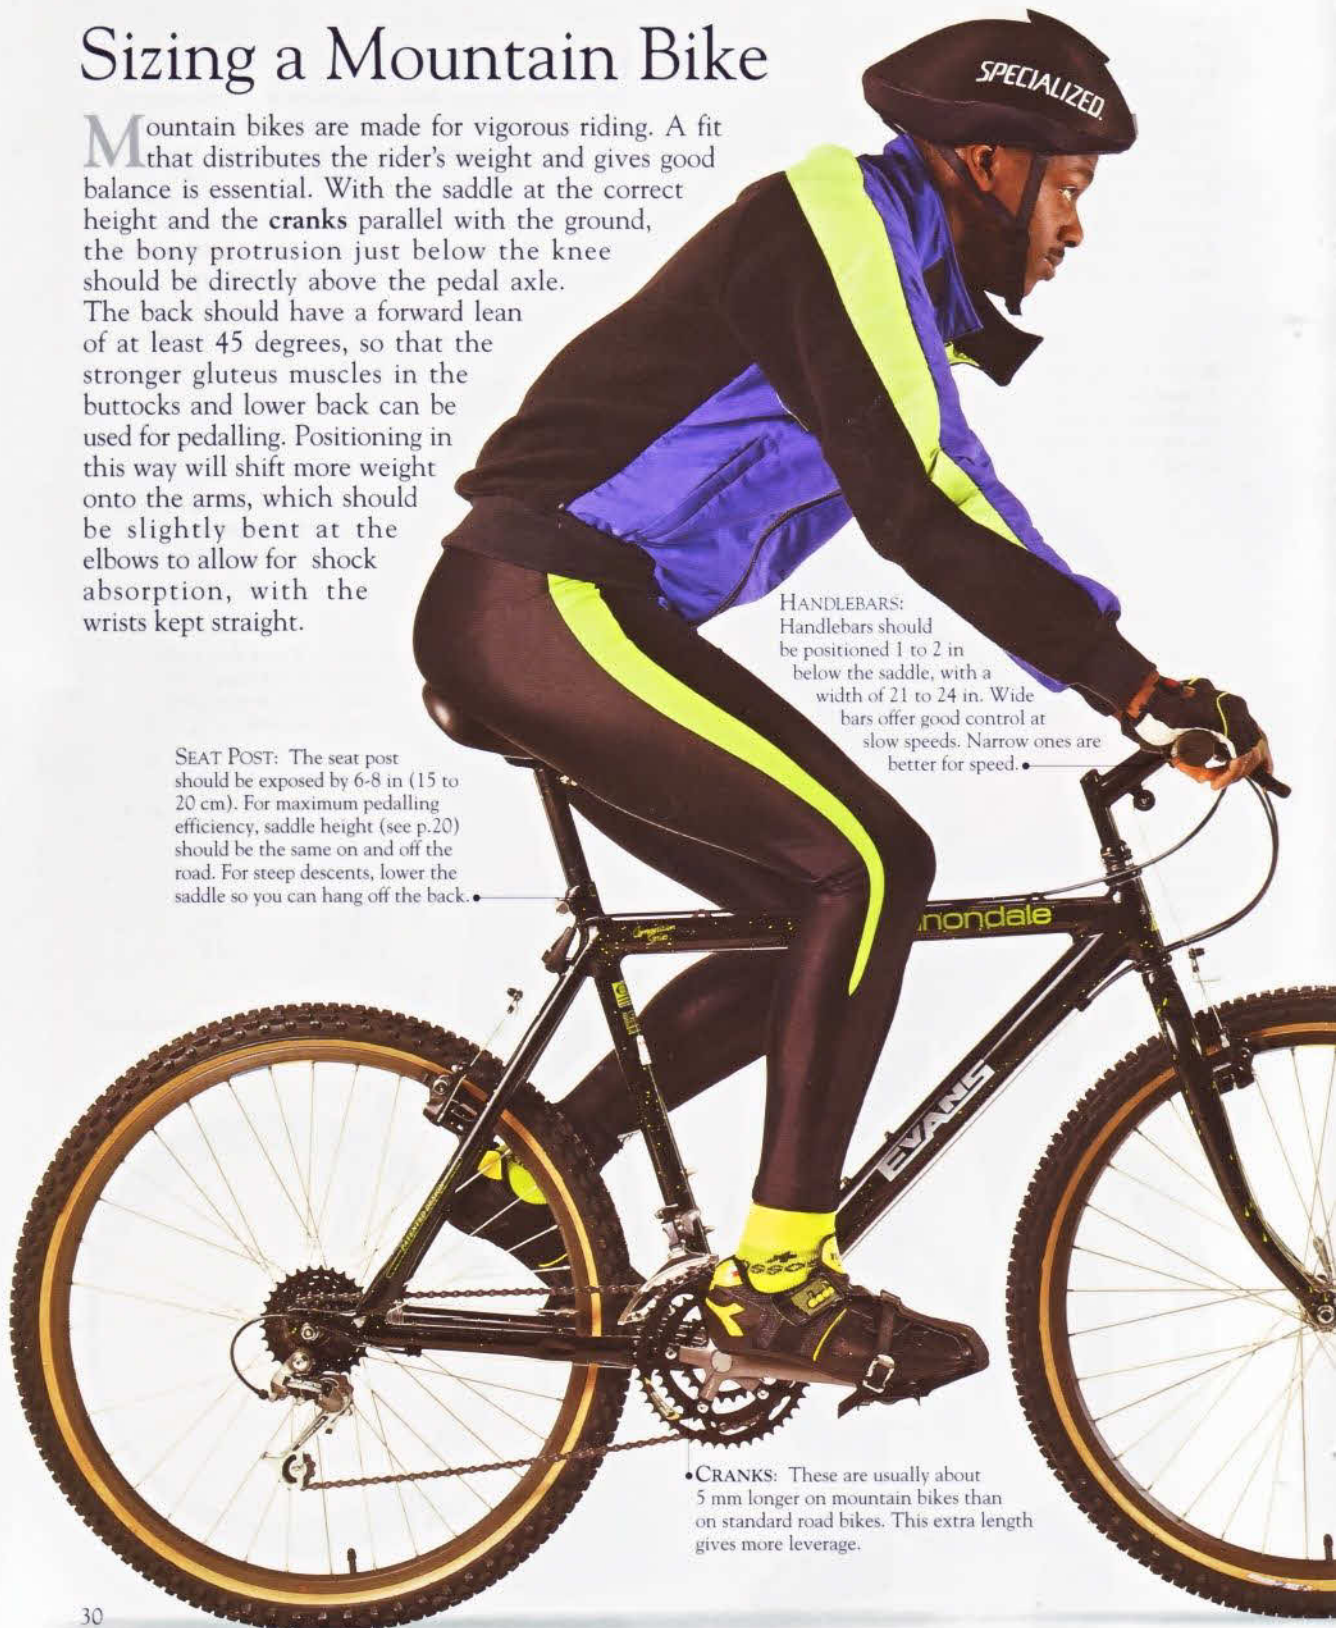 Sizing a Mountain Bike
SPECIALIZED.
Mountain bikes are made for vigorous riding. A fit
that distributes the rider's weight and gives good
balance is essential. With the saddle at the correct
height and the cranks parallel with the ground,
the bony protrusion just below the knee
should be directly above the pedal axle.
The back should have a forward lean
of at least 45 degrees, so that the
stronger gluteus muscles in the
buttocks and lower back can be
used for pedalling. Positioning in
this way will shift more weight
onto the arms, which should
be slightly bent at the
elbows to allow for shock
absorption, with the
wrists kept straight.
HANDLEBARS:
Handlebars should
be positioned 1 to 2 in
below the saddle, with a
width of 21 to 24 in. Wide
bars offer good control at
slow speeds. Narrow ones are
better for speed.
SEAT POST: The seat post
should be exposed by 6-8 in (15 to
20 cm). For maximum pedalling
efficiency, saddle height (see p.20)
should be the same on and off the
road. For steep descents, lower the
saddle so you can hang off the back.
nondale
EVANS
CRANKS: These are usually about
5 mm longer on mountain bikes than
on standard road bikes. This extra length
gives more leverage.
30